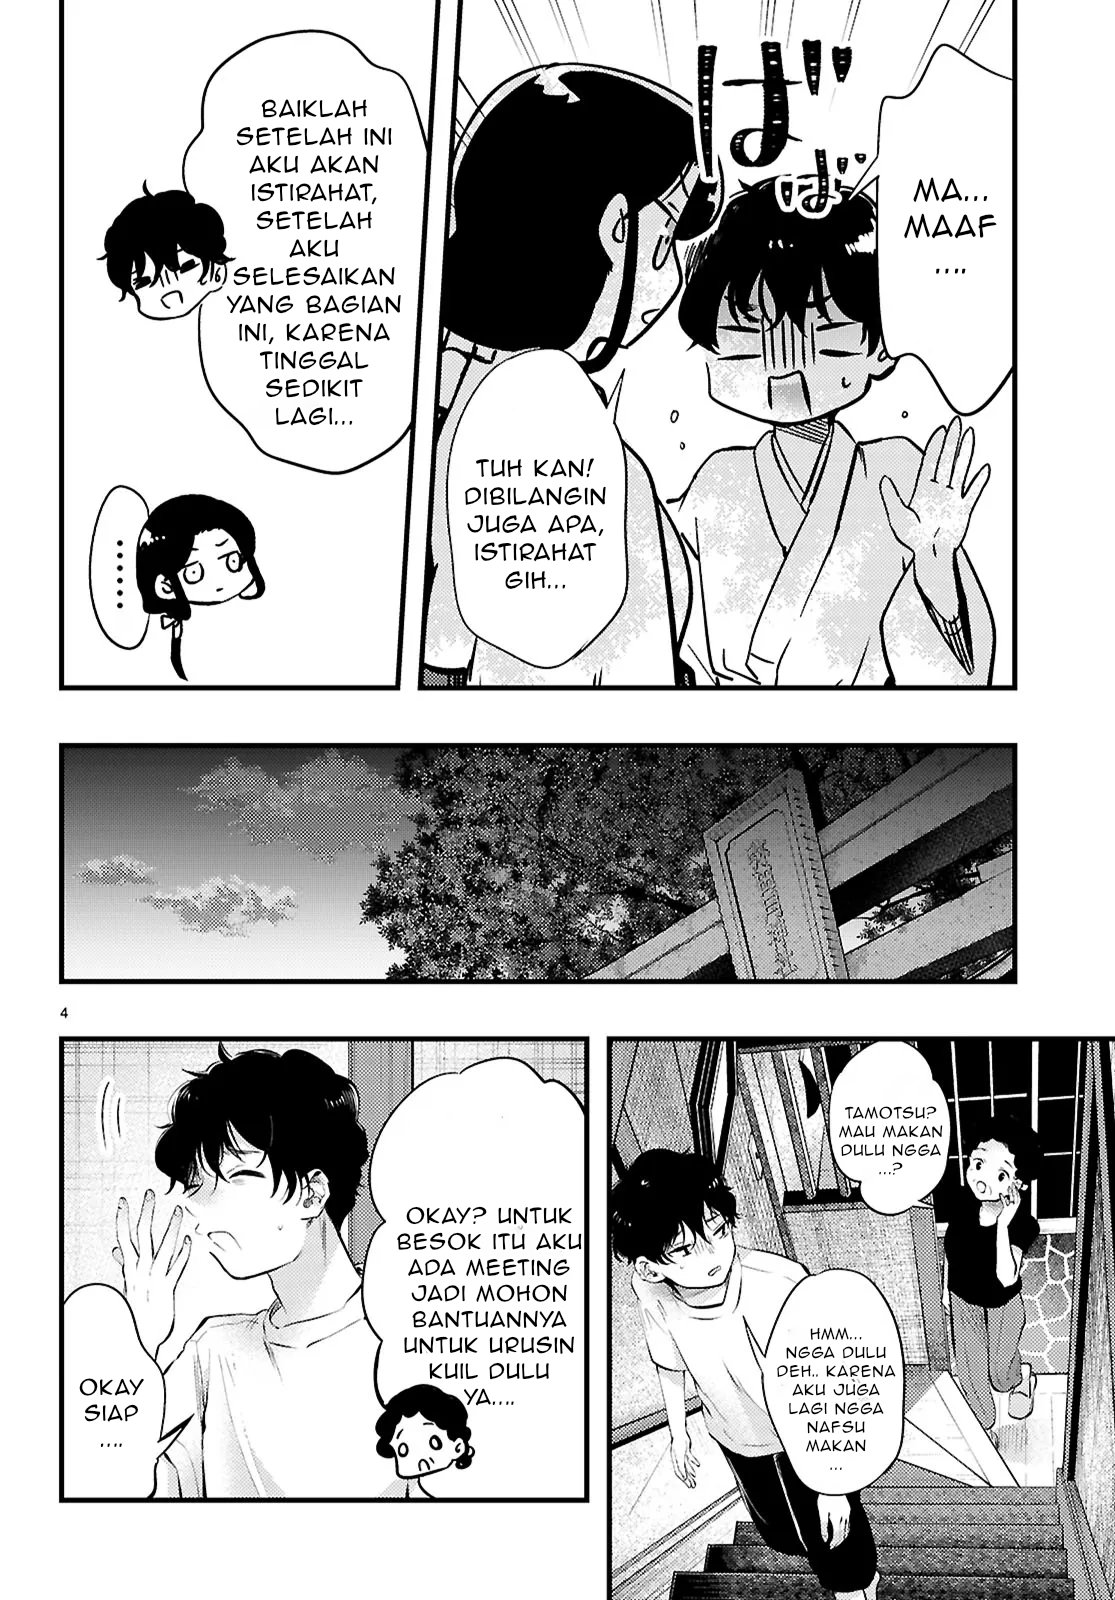 MA...
MAAF
....
ばば
TUH KAN!
DIBILANGIN
JUGA APA,
ISTIRAHAT
GIH...
BAIKLAH
SETELAH INI
AKU AKAN
ISTIRAHAT,
SETELAH
AKU
SELESAIKAN
YANG BAGIAN
INI, KARENA
TINGGAL
SEDIKIT
LAGI...
......
4
TAMOTSU?
MAU MAKAN
DULU NGGA
...?
HMM...
NGGA DULU
DEH.. KARENA
AKU JUGA
LAGI NGGA
NAFSU
MAKAN
...
OKAY? UNTUK
BESOK ITU AKU
ADA MEETING
JADI MOHON
BANTUANNYA
UNTUK URUSIN
KUIL DULU
YA....
OKAY
SIAP
....